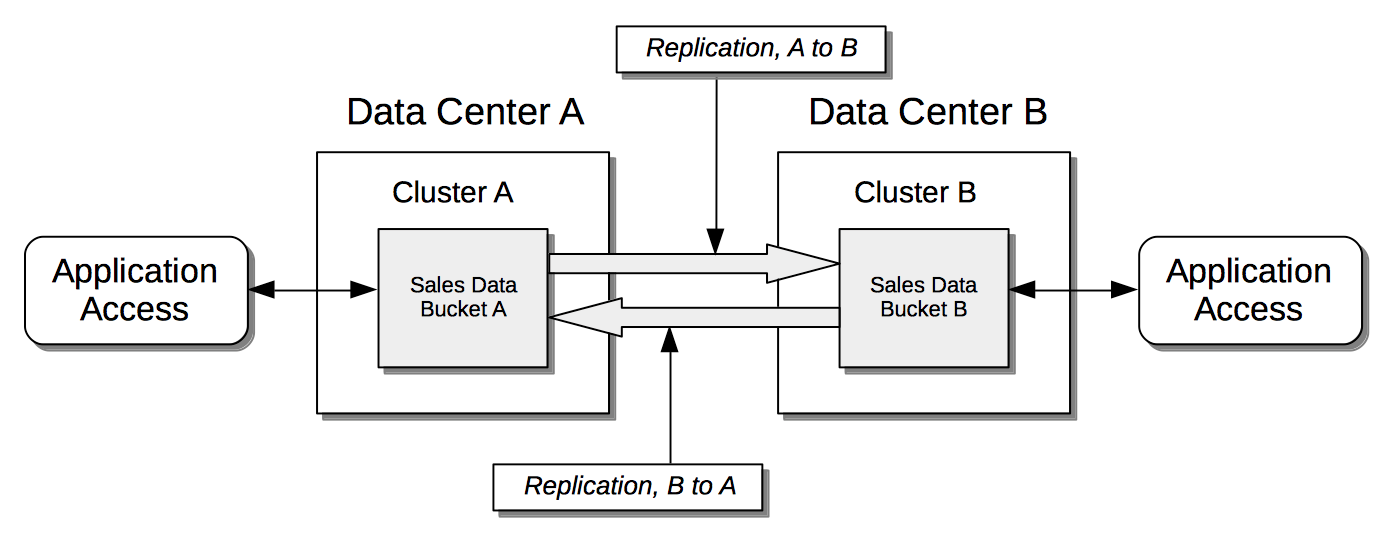 Replication, A to B
Data Center A
Data Center B
Cluster A
Cluster B
Application
Access
Sales Data
Bucket A
Sales Data
Bucket B
Application
Access
Replication, B to A